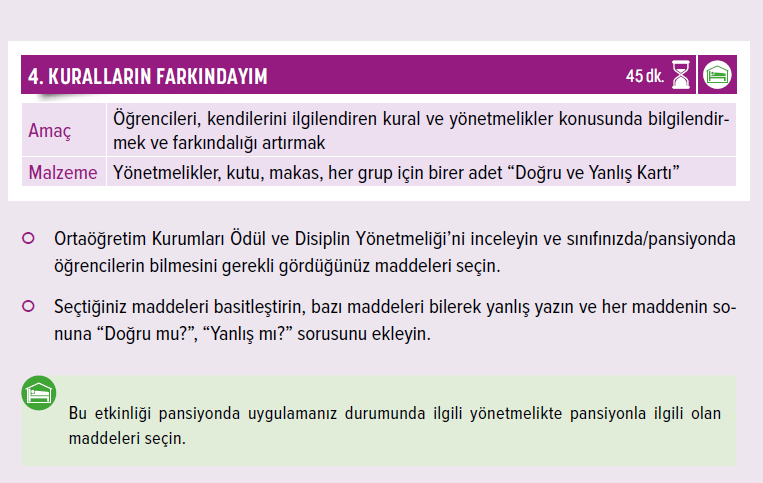 4. KURALLARIN FARKINDAYIM
45 dk.
Amaç
Öğrencileri, kendilerini ilgilendiren kural ve yönetmelikler konusunda bilgilendir-
mek ve farkındalığı artırmak
Malzeme
Yönetmelikler, kutu, makas, her grup için birer adet “Doğru ve Yanlış Kartı”
Ortaöğretim Kurumları Ödül ve Disiplin Yönetmeliği’ni inceleyin ve sınıfınızda/pansiyonda
öğrencilerin bilmesini gerekli gördüğünüz maddeleri seçin.
Seçtiğiniz maddeleri basitleştirin, bazı maddeleri bilerek yanlış yazın ve her maddenin so-
nuna “Doğru mu?”, “Yanlış mı?” sorusunu ekleyin.
Bu etkinliği pansiyonda uygulamanız durumunda ilgili yönetmelikte pansiyonla ilgili olan
maddeleri seçin.